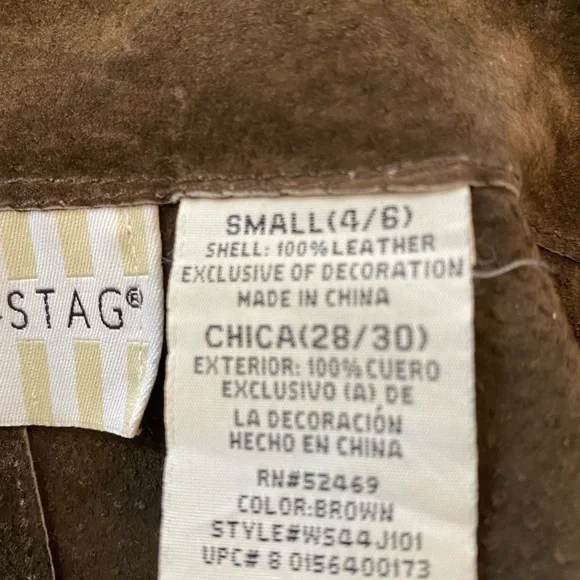 -STAG®
SMALL(4/6)
SHELL: 100% LEATHER
EXCLUSIVE OF DECORATION
MADE IN CHINA
CHICA(28/30)
EXTERIOR: 100% CUERO
EXCLUSIVO (A) DE
LA DECORACIÓN
HECHO EN CHINA
RN#52469
COLOR:BROWN
STYLE#WS44J101
UPC# 8 0156400173